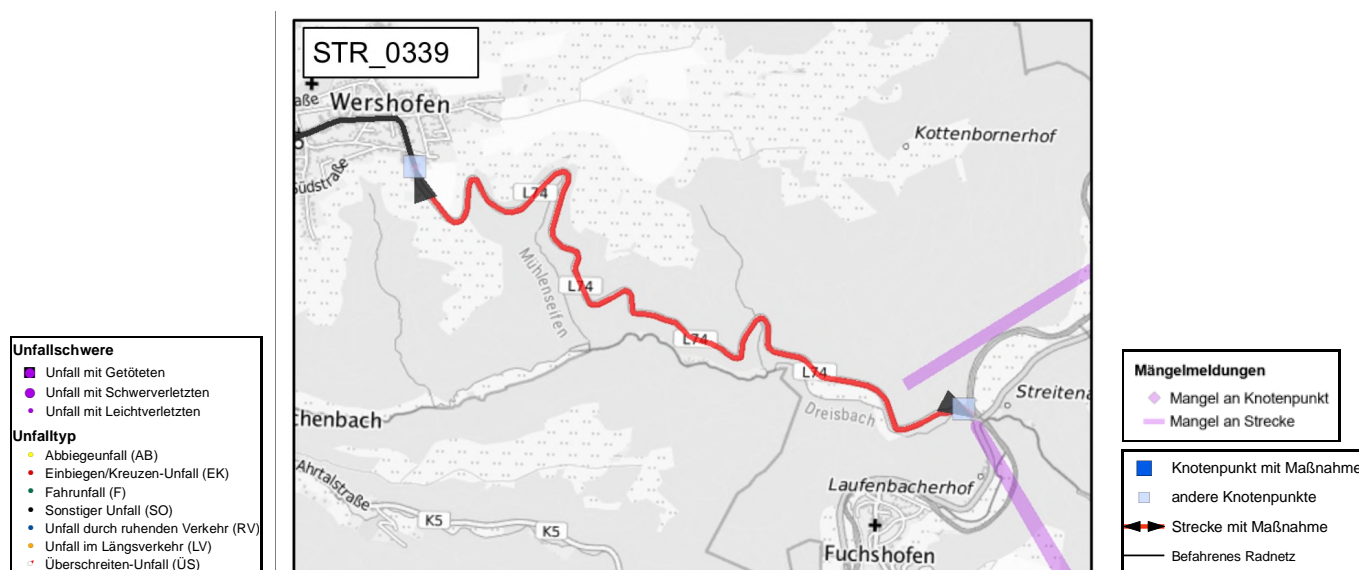 STR_0339
aße
Wershofen
Südstraße
Kottenbornerhof
L74
Mühlenseifen
L74
L74
L74
Dreisbach
Streitena
henbach
Ahrtalstraße
Laufenbacherhof
K5
K5
Fuchshofen
Unfallschwere
Unfall mit Getöteten
Unfall mit Schwerverletzten
Unfall mit Leichtverletzten
Unfalltyp
Abbiegeunfall (AB)
Einbiegen/Kreuzen-Unfall (EK)
Fahrunfall (F)
Sonstiger Unfall (SO)
Unfall durch ruhenden Verkehr (RV)
Unfall im Längsverkehr (LV)
Überschreiten-Unfall (ÜS)
Mängelmeldungen
Mangel an Knotenpunkt
Mangel an Strecke
Knotenpunkt mit Maßnahme
andere Knotenpunkte
Strecke mit Maßnahme
Befahrenes Radnetz